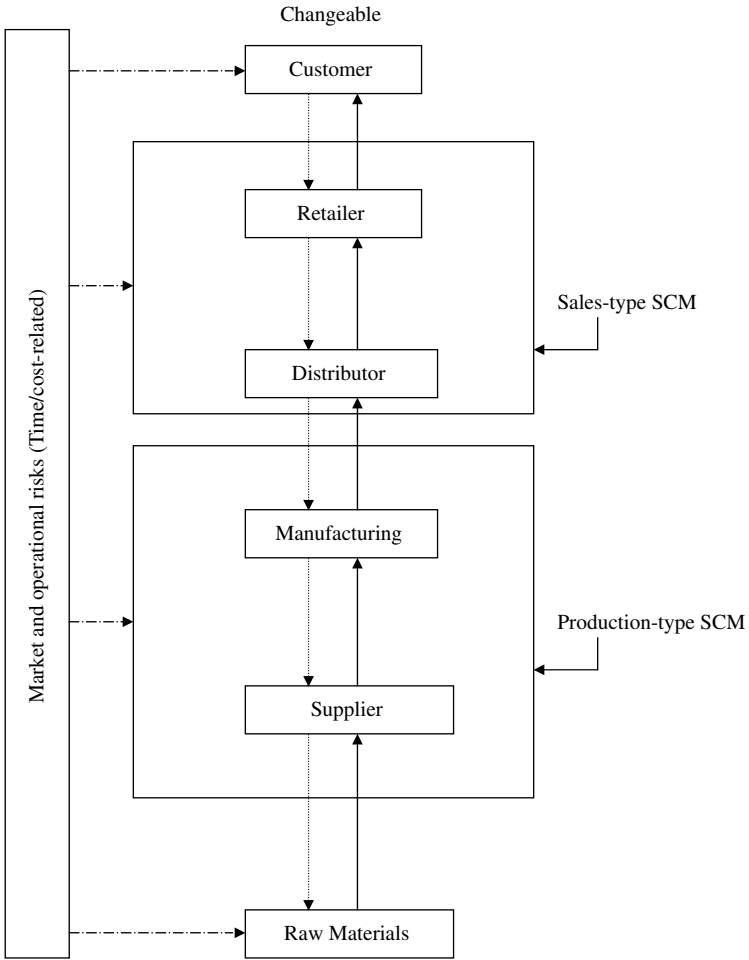 Changeable
Customer
Retailer
Sales-type SCM
Distributor
Market and operational risks (Time/cost-related)
Manufacturing
Production-type SCM
Supplier
Raw Materials